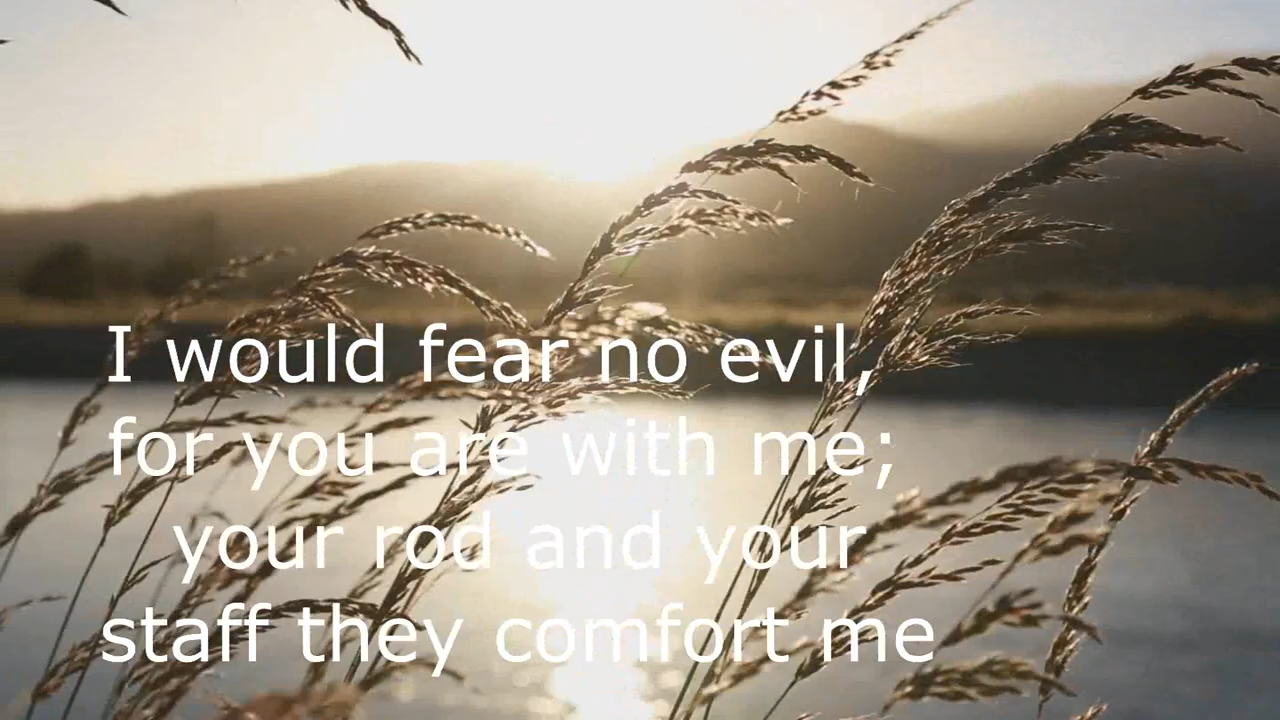 I would fear no evil,
for you are with me;
your rod and your
staff they comfort me